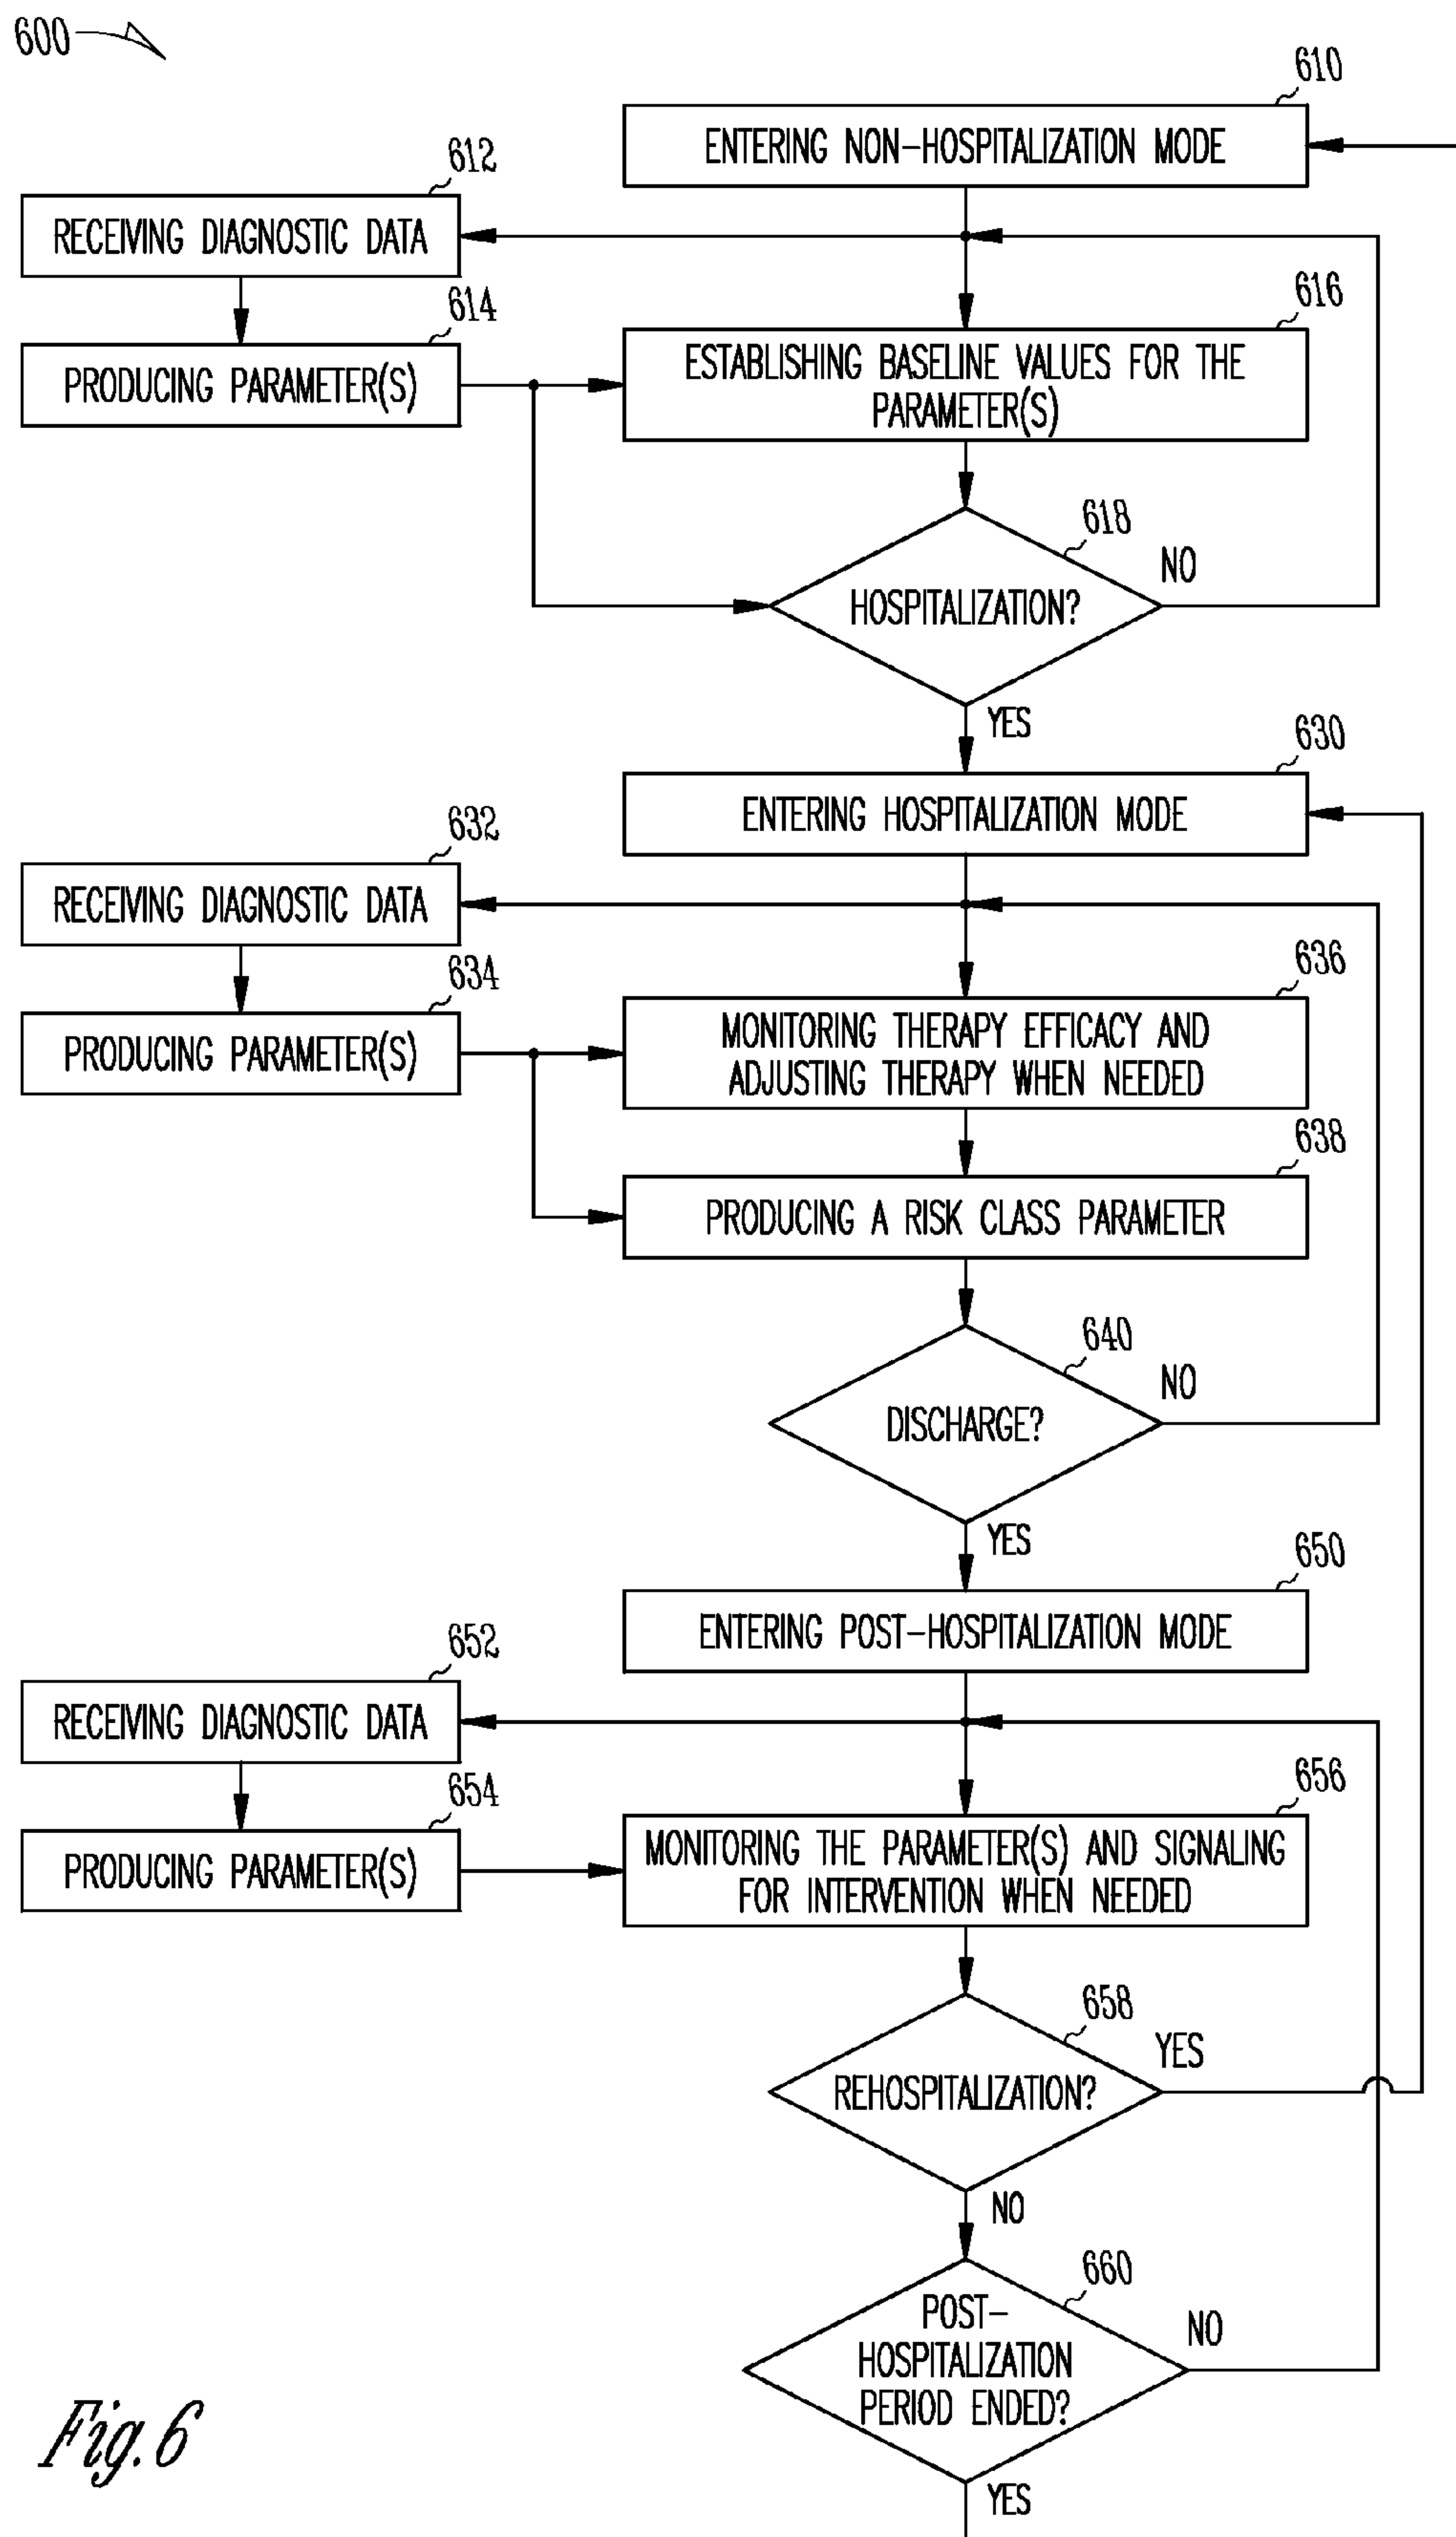 600
610
ENTERING NON-HOSPITALIZATION MODE
612
RECEIVING DIAGNOSTIC DATA
614
PRODUCING PARAMETER(S)
616
ESTABLISHING BASELINE VALUES FOR THE
PARAMETER(S)
618
HOSPITALIZATION?
NO
YES
630
ENTERING HOSPITALIZATION MODE
632
RECEIVING DIAGNOSTIC DATA
634
PRODUCING PARAMETER(S)
636
MONITORING THERAPY EFFICACY AND
ADJUSTING THERAPY WHEN NEEDED
638
PRODUCING A RISK CLASS PARAMETER
640
DISCHARGE?
NO
YES
650
ENTERING POST-HOSPITALIZATION MODE
652
RECEIVING DIAGNOSTIC DATA
654
PRODUCING PARAMETER(S)
656
MONITORING THE PARAMETER(S) AND SIGNALING
FOR INTERVENTION WHEN NEEDED
658
REHOSPITALIZATION?
YES
NO
660
POST-
HOSPITALIZATION
PERIOD ENDED?
NO
YES
Fig. 6